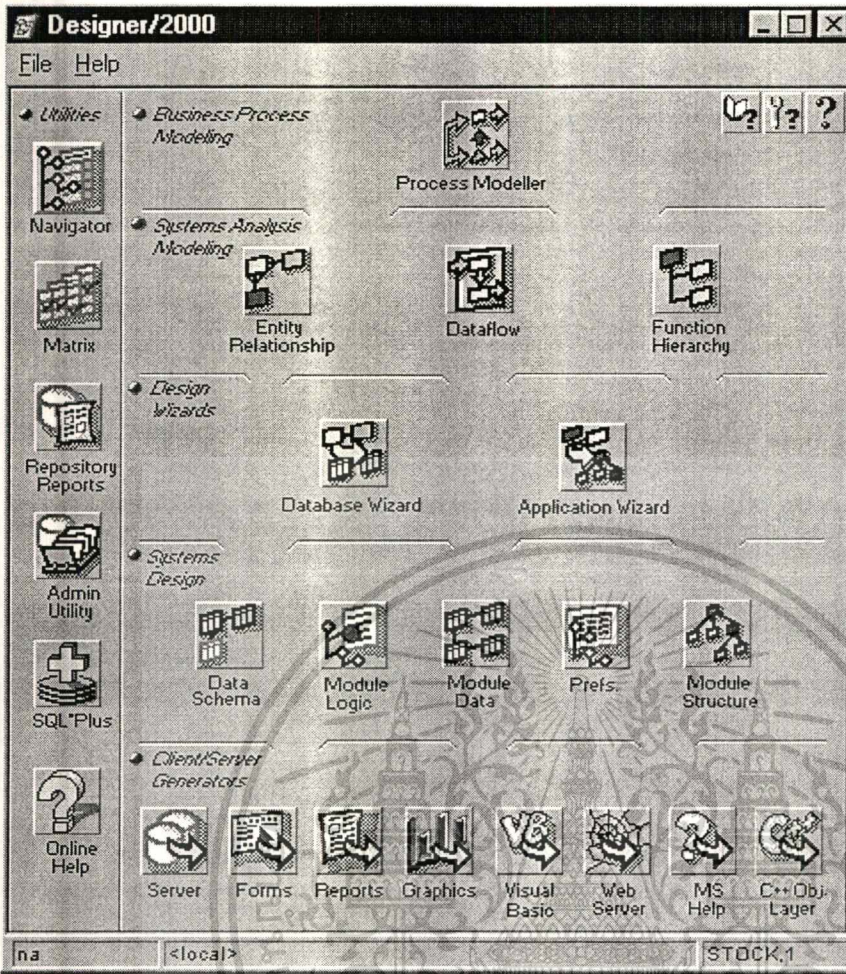 Designer/2000
File Help
Utilities
Navigator
Matrix
Repository
Reports
Admin
Utility
SQL*Plus
Online
Help
Business Process
Modeling
Process Modeller
Systems Analysis
Modeling
Entity
Relationship
Dataflow
Function
Hierarchy
Design
Wizards
Database Wizard
Application Wizard
Systems
Design
Data
Schema
Module
Logic
Module
Data
Prefs.
Module
Structure
Client/Server
Generators
Server
Forms
Reports
Graphics
VB
Visual
Basic
Web
Server
MS
Help
C++
C++ Obj.
Layer
na
<local>
STOCK,1